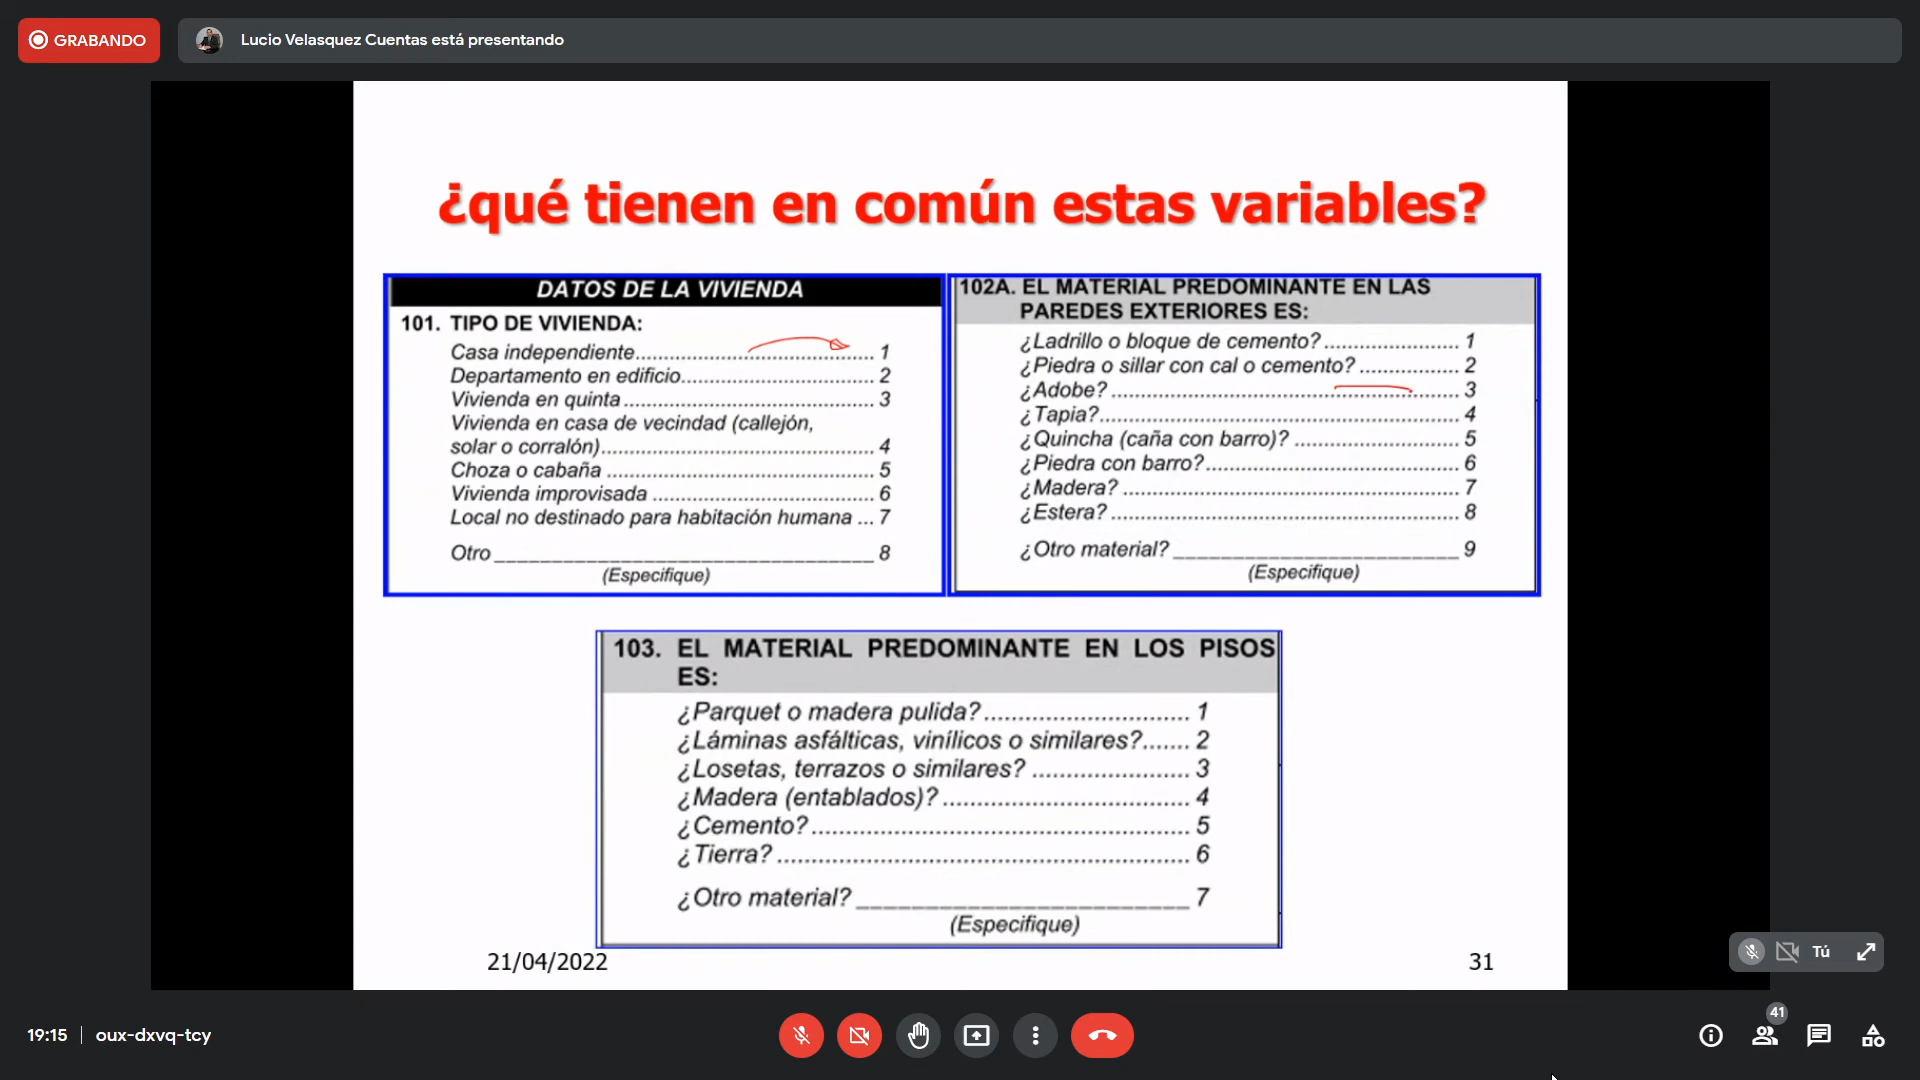 GRABANDO
Lucio Velasquez Cuentas está presentando
¿qué tienen en común estas variables?
DATOS DE LA VIVIENDA
101. TIPO DE VIVIENDA:
Casa independiente........................................ 1
Departamento en edificio................................. 2
Vivienda en quinta.......................................... 3
Vivienda en casa de vecindad (callejón,
solar o corralón).............................................. 4
Choza o cabaña ............................................. 5
Vivienda improvisada ..................................... 6
Local no destinado para habitación humana ... 7
Otro __________________________________ 8
(Especifique)
102A. EL MATERIAL PREDOMINANTE EN LAS
PAREDES EXTERIORES ES:
¿Ladrillo o bloque de cemento? ...................... 1
¿Piedra o sillar con cal o cemento? ................ 2
¿Adobe? ......................................................... 3
¿Tapia?........................................................... 4
¿Quincha (caña con barro)? ........................... 5
¿Piedra con barro?.......................................... 6
¿Madera? ....................................................... 7
¿Estera? ......................................................... 8
¿Otro material? _________________________ 9
(Especifique)
103. EL MATERIAL PREDOMINANTE EN LOS PISOS
ES:
¿Parquet o madera pulida?............................. 1
¿Láminas asfálticas, vinílicos o similares?....... 2
¿Losetas, terrazos o similares? ...................... 3
¿Madera (entablados)? ................................... 4
¿Cemento? ..................................................... 5
¿Tierra? .......................................................... 6
¿Otro material? _________________________ 7
(Especifique)
21/04/2022
31
Tú
19:15 | oux-dxvq-tcy
41